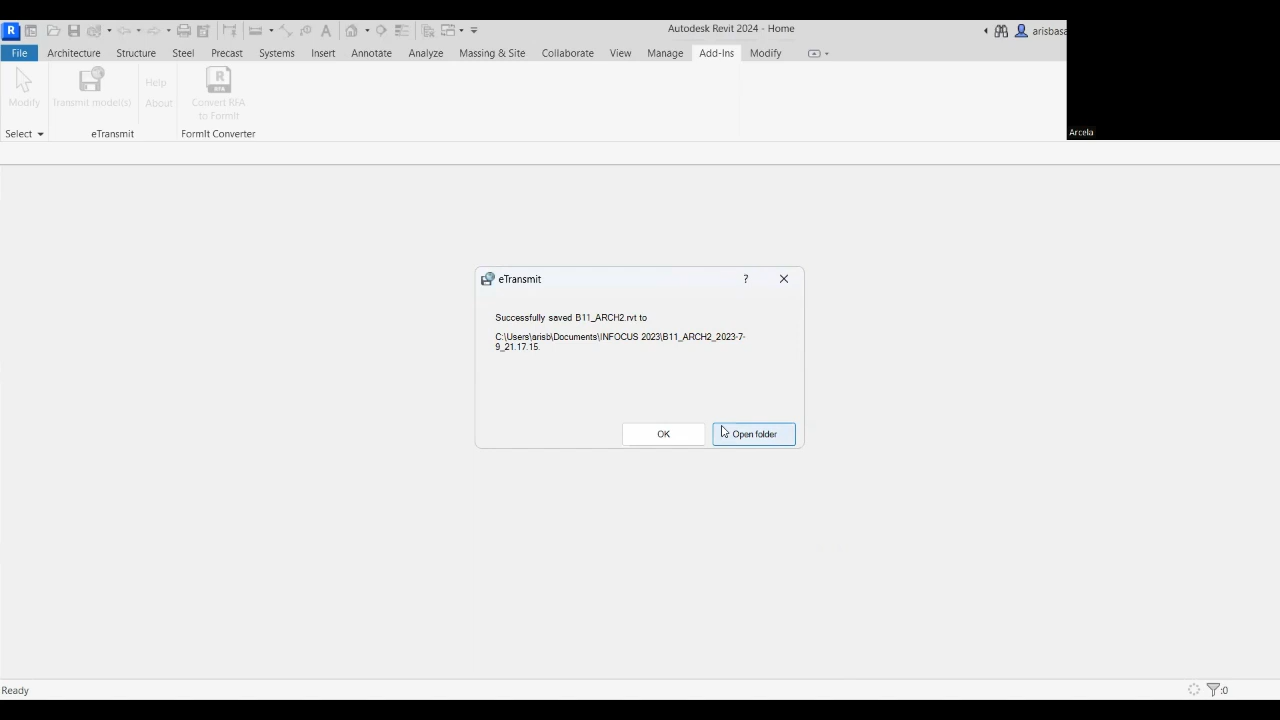 Autodesk Revit 2024 - Home
arisbasa
File Architecture Structure Steel Precast Systems Insert Annotate Analyze Massing & Site Collaborate View Manage Add-Ins Modify
Modify
Transmit model(s)
Help
About
Convert RFA
to FormIt
Select
eTransmit
FormIt Converter
Arcela
eTransmit
Successfully saved B11_ARCH2.rvt to
C:\Users\arisb\Documents\INFOCUS 2023\B11_ARCH2_2023-7-
9_21.17.15.
OK
Open folder
Ready
:0